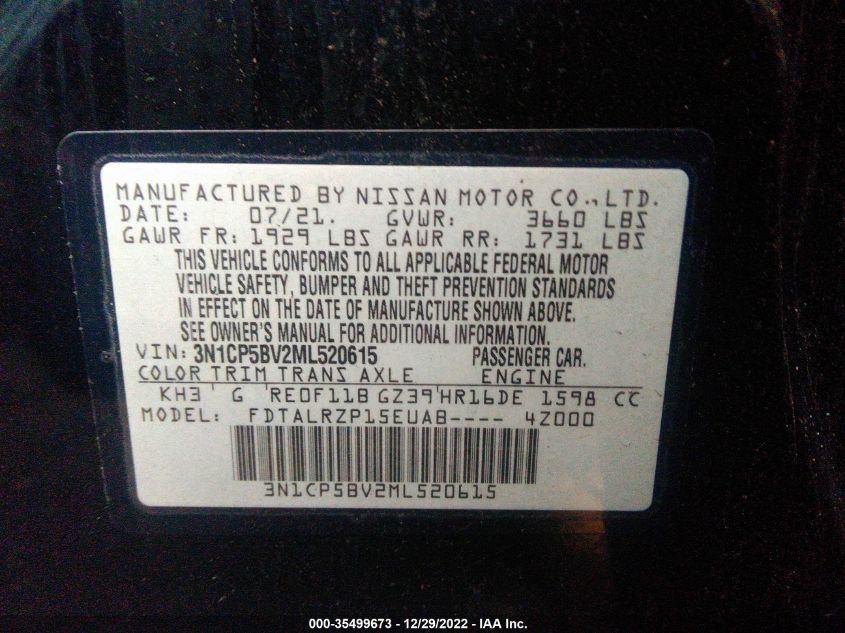 MANUFACTURED BY NISSAN MOTOR CO., LTD.
DATE: 07/21. GVWR: 3660 LBS
GAWR FR: 1929 LBS GAWR RR: 1731 LBS
THIS VEHICLE CONFORMS TO ALL APPLICABLE FEDERAL MOTOR
VEHICLE SAFETY, BUMPER AND THEFT PREVENTION STANDARDS
IN EFFECT ON THE DATE OF MANUFACTURE SHOWN ABOVE.
SEE OWNER'S MANUAL FOR ADDITIONAL INFORMATION.
VIN: 3N1CP5BV2ML520615 PASSENGER CAR.
COLOR TRIM TRANS AXLE ENGINE
KH3 ' G ' RE0F11B GZ39 ' HR16DE 1598 CC
MODEL: FDTALRZP15EUAB---- 4Z000
3N1CP5BV2ML520615
000-35499673 - 12/29/2022 - IAA Inc.